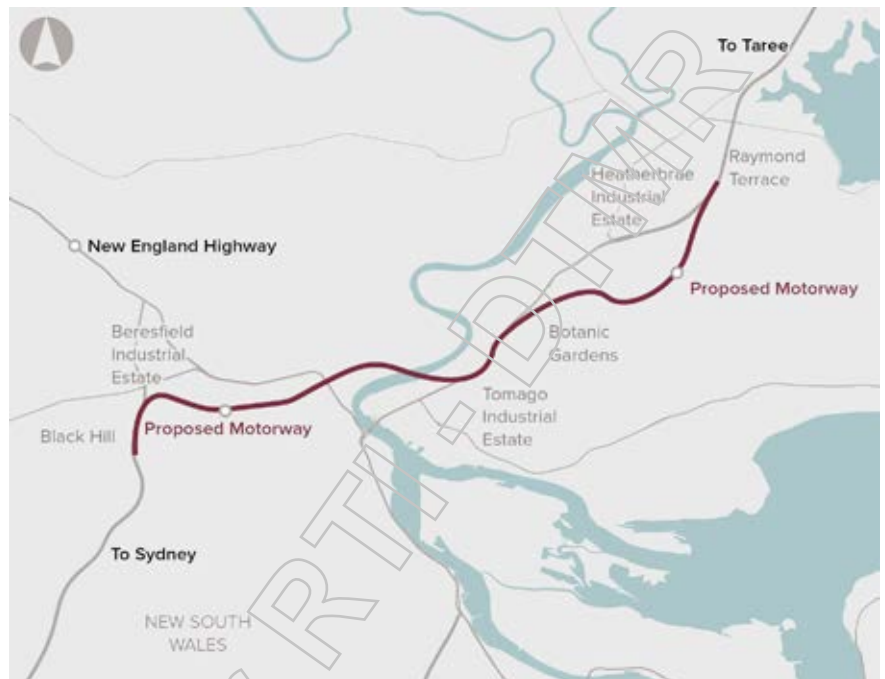 To Taree
Raymond
Terrace
Heatherbrae
Industrial
Estate
New England Highway
Proposed Motorway
Beresfield
Industrial
Estate
Botanic
Gardens
Tomago
Industrial
Estate
Black Hill
Proposed Motorway
To Sydney
NEW SOUTH
WALES
RTI - DTMR